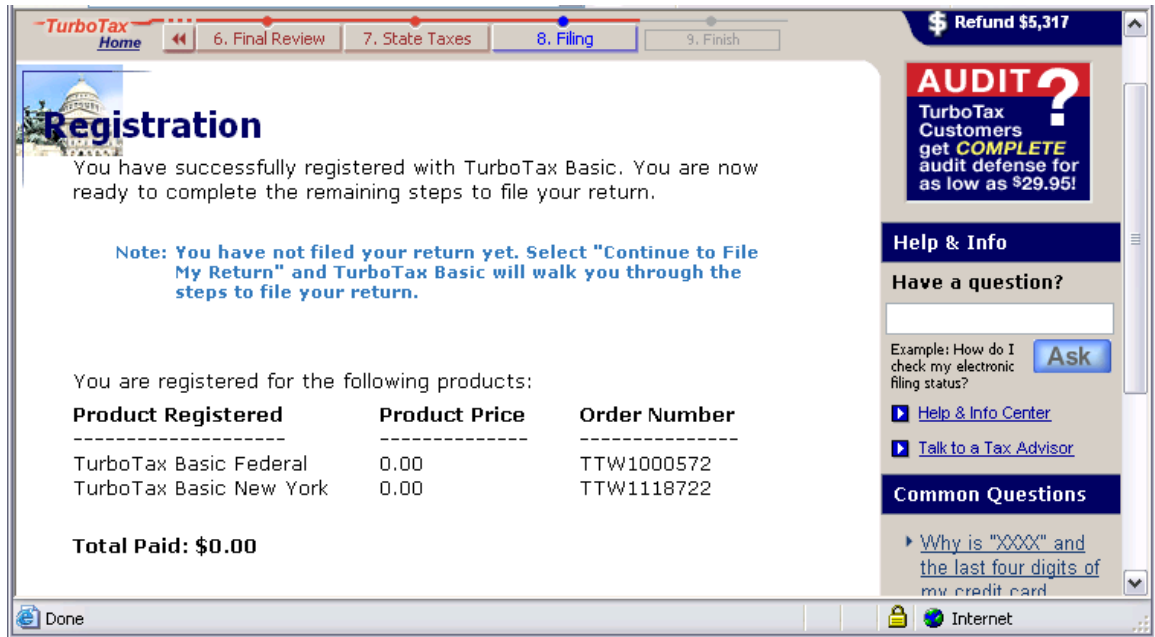 TurboTax
Home
6. Final Review
7. State Taxes
8. Filing
9. Finish
$ Refund $5,317
Registration
You have successfully registered with TurboTax Basic. You are now
ready to complete the remaining steps to file your return.
Note: You have not filed your return yet. Select "Continue to File
My Return" and TurboTax Basic will walk you through the
steps to file your return.
You are registered for the following products:
Product Registered Product Price Order Number
-------------------- -------------- ---------------
TurboTax Basic Federal 0.00 TTW1000572
TurboTax Basic New York 0.00 TTW1118722
Total Paid: $0.00
AUDIT?
TurboTax
Customers
get COMPLETE
audit defense for
as low as $29.95!
Help & Info
Have a question?
Example: How do I
check my electronic
filing status?
Ask
Help & Info Center
Talk to a Tax Advisor
Common Questions
Why is "XXXX" and
the last four digits of
my credit card
Done
Internet